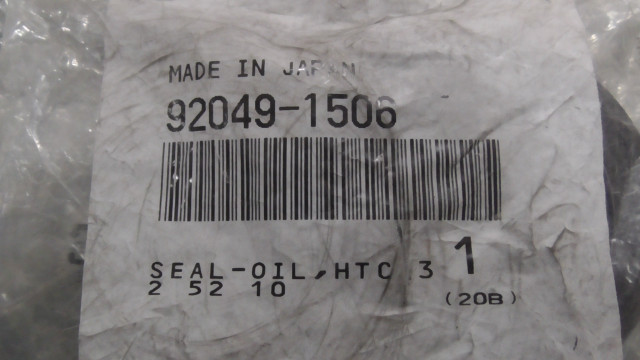 MADE IN JAPAN
92049-1506
SEAL-OIL,HTC 3 1
2 52 10
(20B)